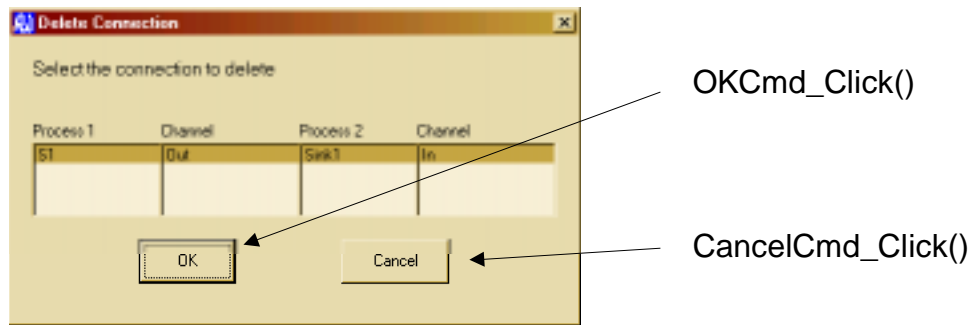 Delete Connection
Select the connection to delete
OKCmd_Click()
Process 1 Channel Process 2 Channel
S1 Out Sink1 In
OK Cancel
CancelCmd_Click()